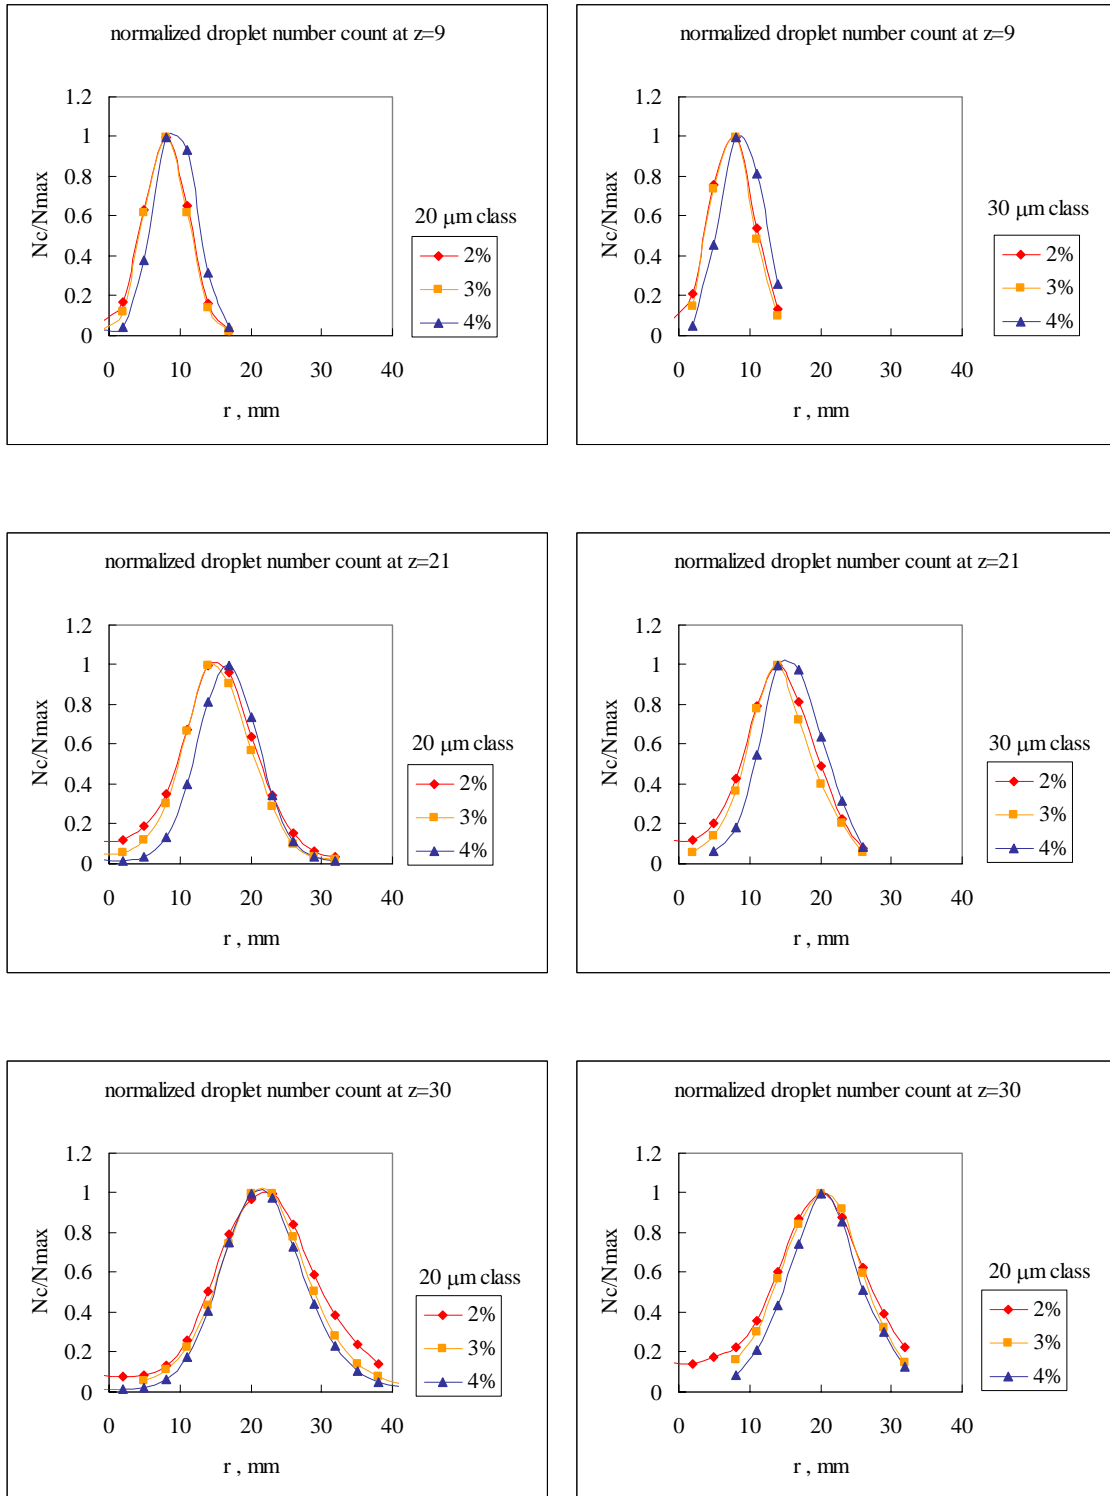 normalized droplet number count at z=9
1.2
1
0.8
0.6
0.4
0.2
0
Nc/Nmax
0 10 20 30 40
r , mm
20 µm class
2%
3%
4%
normalized droplet number count at z=9
1.2
1
0.8
0.6
0.4
0.2
0
Nc/Nmax
0 10 20 30 40
r , mm
30 µm class
2%
3%
4%
normalized droplet number count at z=21
1.2
1
0.8
0.6
0.4
0.2
0
Nc/Nmax
0 10 20 30 40
r , mm
20 µm class
2%
3%
4%
normalized droplet number count at z=21
1.2
1
0.8
0.6
0.4
0.2
0
Nc/Nmax
0 10 20 30 40
r , mm
30 µm class
2%
3%
4%
normalized droplet number count at z=30
1.2
1
0.8
0.6
0.4
0.2
0
Nc/Nmax
0 10 20 30 40
r , mm
20 µm class
2%
3%
4%
normalized droplet number count at z=30
1.2
1
0.8
0.6
0.4
0.2
0
Nc/Nmax
0 10 20 30 40
r , mm
20 µm class
2%
3%
4%